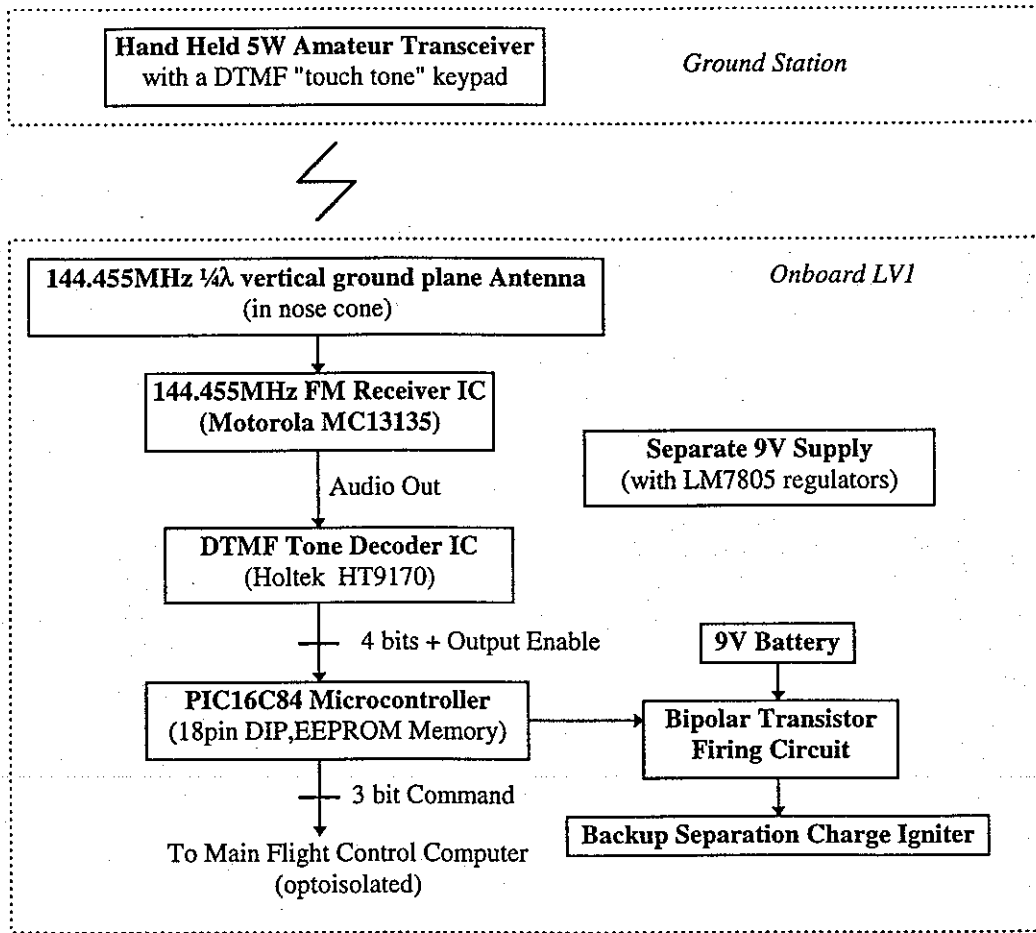 Hand Held 5W Amateur Transceiver
with a DTMF "touch tone" keypad
Ground Station
144.455MHz ¼λ vertical ground plane Antenna
(in nose cone)
Onboard LV1
144.455MHz FM Receiver IC
(Motorola MC13135)
Separate 9V Supply
(with LM7805 regulators)
Audio Out
DTMF Tone Decoder IC
(Holtek HT9170)
4 bits + Output Enable
9V Battery
PIC16C84 Microcontroller
(18pin DIP,EEPROM Memory)
Bipolar Transistor
Firing Circuit
3 bit Command
Backup Separation Charge Igniter
To Main Flight Control Computer
(optoisolated)